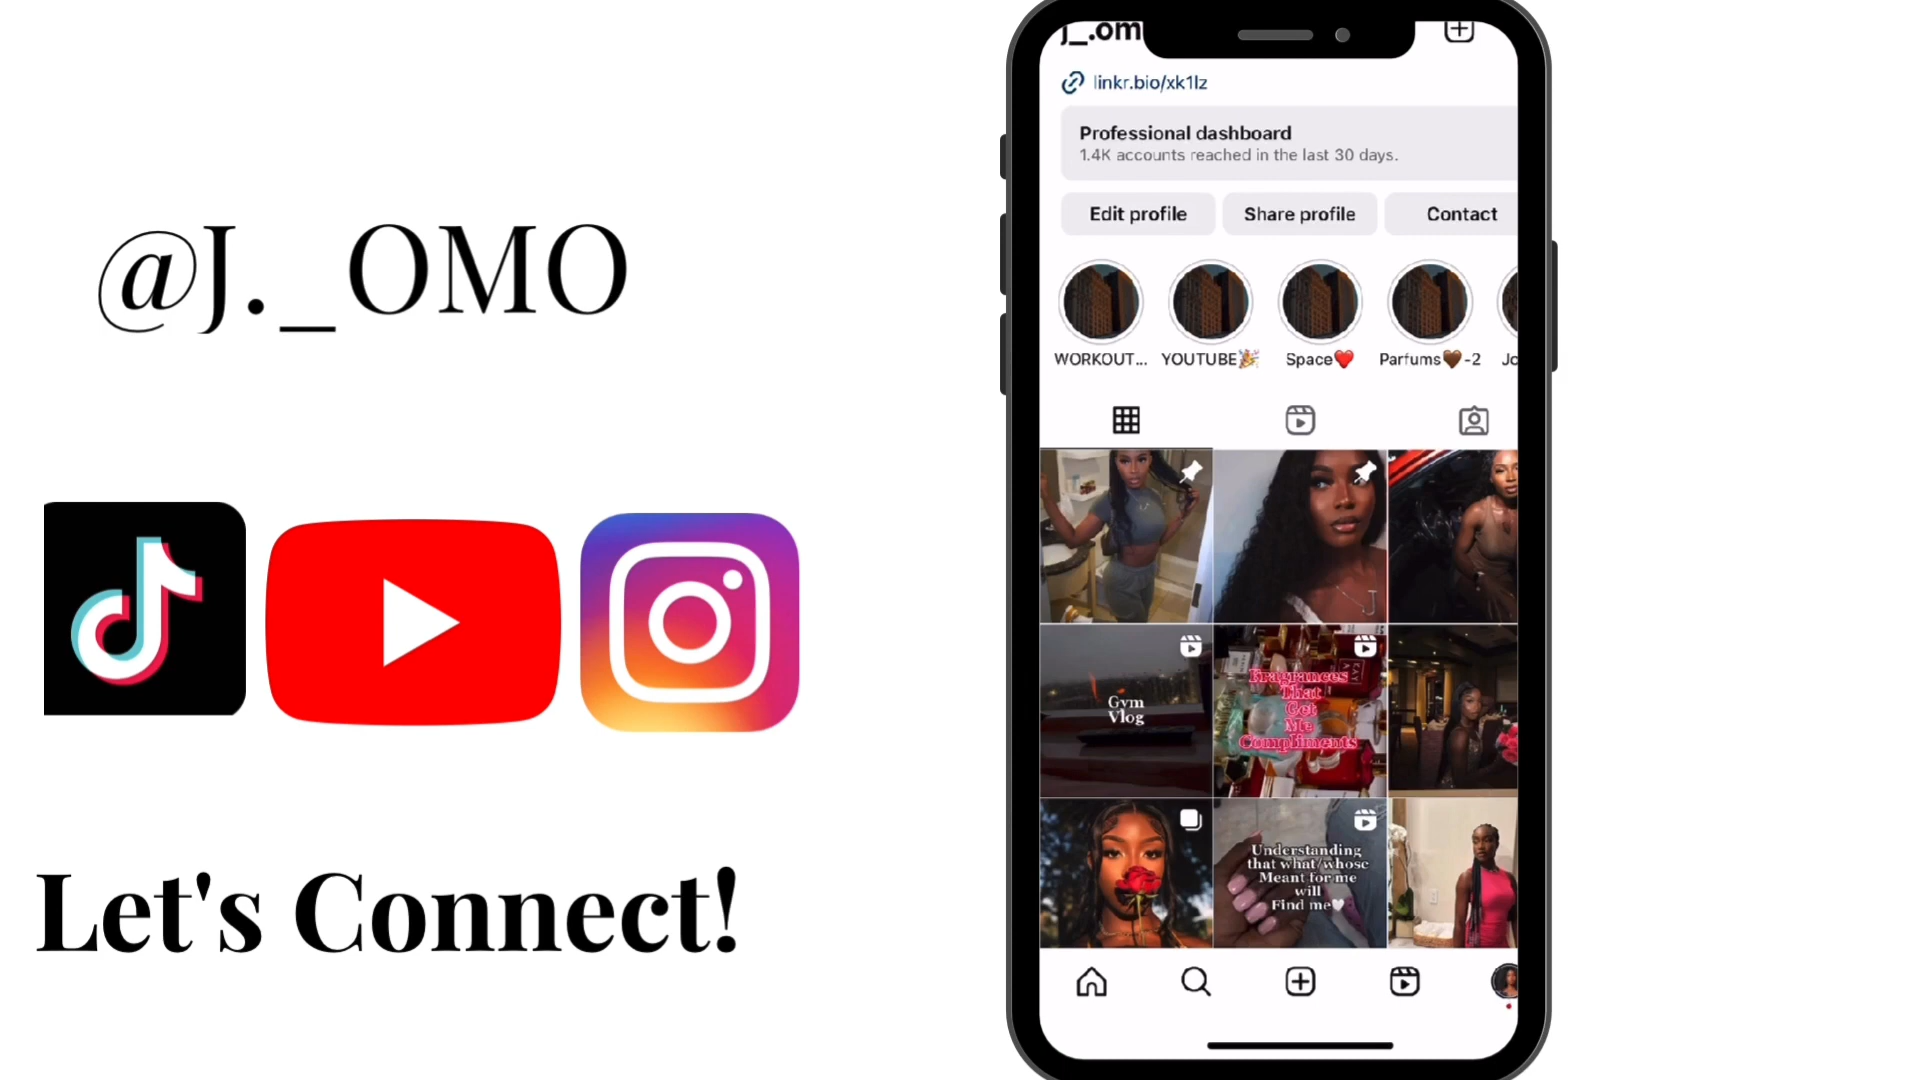 @J._OMO
Let's Connect!
j_.om
linkr.bio/xk1lz
Professional dashboard
1.4K accounts reached in the last 30 days.
Edit profile
Share profile
Contact
WORKOUT...
YOUTUBE🎉
Space❤️
Parfums🤎-2
Jo
Gym
Vlog
Fragrances
That
Get
Me
Compliments
Understanding
that what/whose
Meant for me
will
Find me🤍